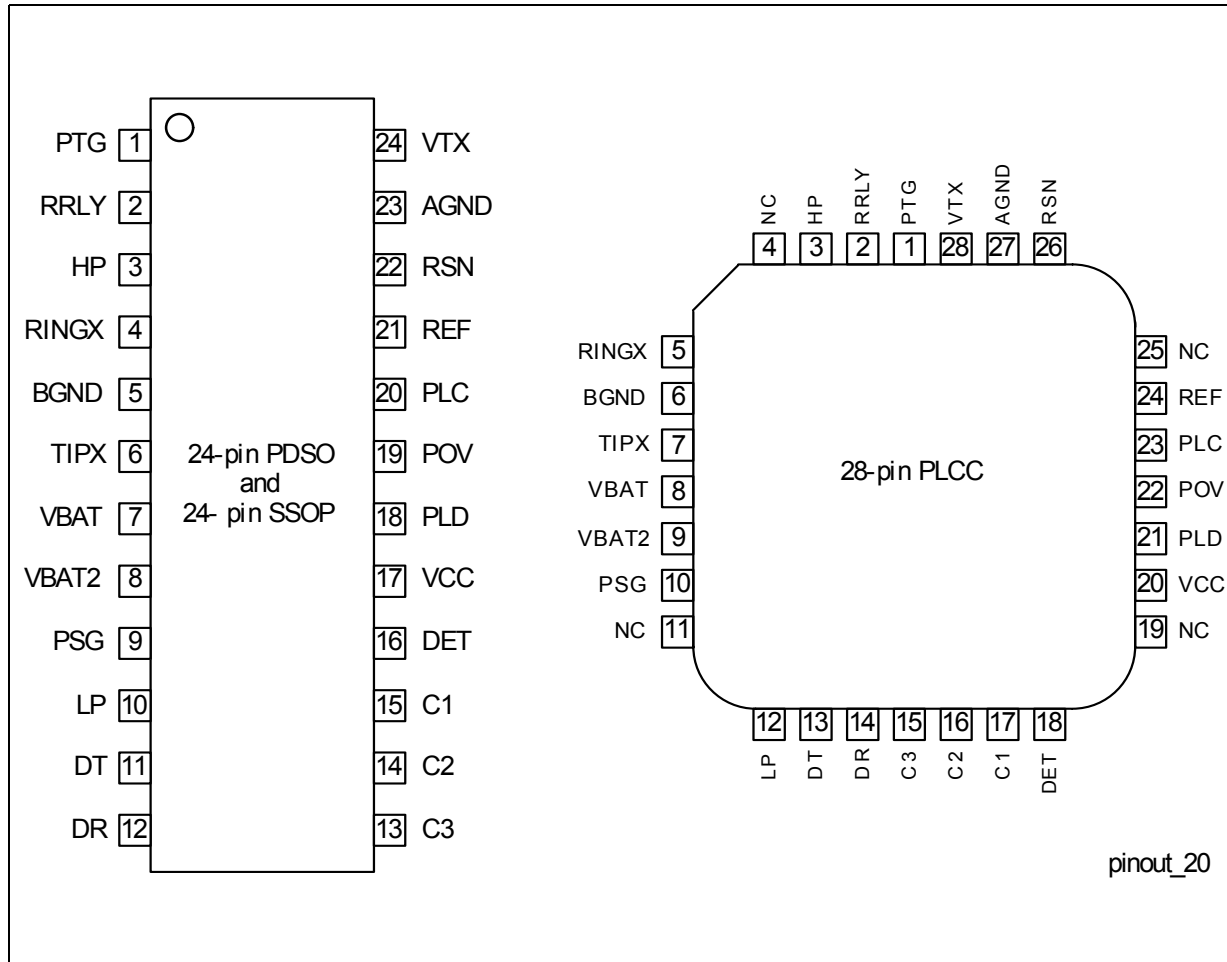 PTG 1
RRLY 2
HP 3
RINGX 4
BGND 5
TIPX 6
VBAT 7
VBAT2 8
PSG 9
LP 10
DT 11
DR 12
24-pin PDSO
and
24- pin SSOP
24 VTX
23 AGND
22 RSN
21 REF
20 PLC
19 POV
18 PLD
17 VCC
16 DET
15 C1
14 C2
13 C3
NC HP RRLY PTG VTX AGND RSN
4 3 2 1 28 27 26
RINGX 5
BGND 6
TIPX 7
VBAT 8
VBAT2 9
PSG 10
NC 11
28-pin PLCC
25 NC
24 REF
23 PLC
22 POV
21 PLD
20 VCC
19 NC
12 13 14 15 16 17 18
LP DT DR C3 C2 C1 DET
pinout_20